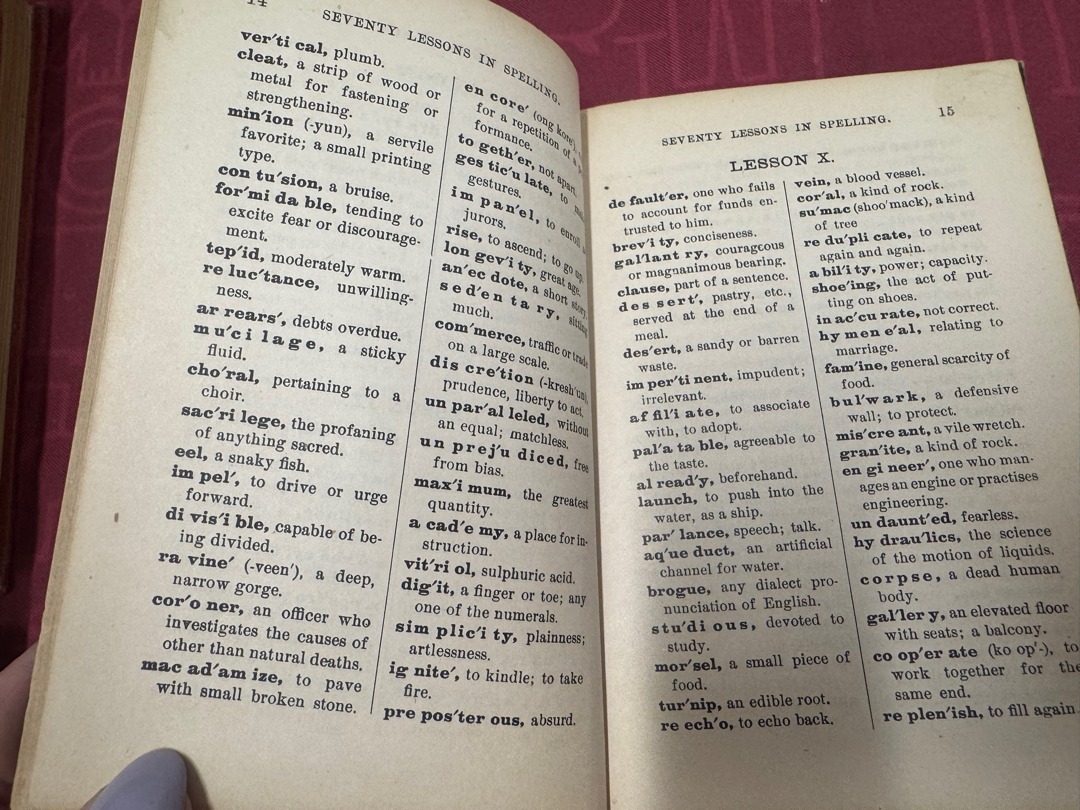 14
SEVENTY LESSONS IN SPELLING.
ver′ti cal, plumb.
cleat, a strip of wood or
metal for fastening or
strengthening.
min′ion (-yun), a servile
favorite; a small printing
type.
con tu′sion, a bruise.
for′mi da ble, tending to
excite fear or discourage-
ment.
tep′id, moderately warm.
re luc′tance, unwilling-
ness.
ar rears′, debts overdue.
mu′ci lage, a sticky
fluid.
cho′ral, pertaining to a
choir.
sac′ri lege, the profaning
of anything sacred.
eel, a snaky fish.
im pel′, to drive or urge
forward.
di vis′i ble, capable of be-
ing divided.
ra vine′ (-veen′), a deep,
narrow gorge.
cor′o ner, an officer who
investigates the causes of
other than natural deaths.
mac ad′am ize, to pave
with small broken stone.
en core′ (ong kore),
for a repetition of a
formance.
to geth′er, not apart.
ges tic′u late, to
gestures.
im pan′el, to enroll
jurors.
rise, to ascend; to go up.
lon gev′i ty, great age.
an′ec dote, a short story.
sed′en ta ry, sitting
much.
com′merce, traffic or trade
on a large scale.
dis cre′tion (-kresh′un),
prudence, liberty to act.
un par′al leled, without
an equal; matchless.
un prej′u diced, free
from bias.
max′i mum, the greatest
quantity.
a cad′e my, a place for in-
struction.
vit′ri ol, sulphuric acid.
dig′it, a finger or toe; any
one of the numerals.
sim plic′i ty, plainness;
artlessness.
ig nite′, to kindle; to take
fire.
pre pos′ter ous, absurd.
SEVENTY LESSONS IN SPELLING.
15
LESSON X.
de fault′er, one who fails
to account for funds en-
trusted to him.
brev′i ty, conciseness.
gal′lant ry, courageous
or magnanimous bearing.
clause, part of a sentence.
des sert′, pastry, etc.,
served at the end of a
meal.
des′ert, a sandy or barren
waste.
im per′ti nent, impudent;
irrelevant.
af fil′i ate, to associate
with, to adopt.
pal′a ta ble, agreeable to
the taste.
al read′y, beforehand.
launch, to push into the
water, as a ship.
par′ lance, speech; talk.
aq′ue duct, an artificial
channel for water.
brogue, any dialect pro-
nunciation of English.
stu′di ous, devoted to
study.
mor′sel, a small piece of
food.
tur′nip, an edible root.
re ech′o, to echo back.
vein, a blood vessel.
cor′al, a kind of rock.
su′mac (shoo′mack), a kind
of tree
re du′pli cate, to repeat
again and again.
a bil′i ty, power; capacity.
shoe′ing, the act of put-
ting on shoes.
in ac′cu rate, not correct.
hy men e′al, relating to
marriage.
fam′ine, general scarcity of
food.
bul′wark, a defensive
wall; to protect.
mis′cre ant, a vile wretch.
gran′ite, a kind of rock.
en gi neer′, one who man-
ages an engine or practises
engineering.
un daunt′ed, fearless.
hy drau′lics, the science
of the motion of liquids.
corpse, a dead human
body.
gal′ler y, an elevated floor
with seats; a balcony.
co op′er ate (ko op′-), to
work together for the
same end.
re plen′ish, to fill again.